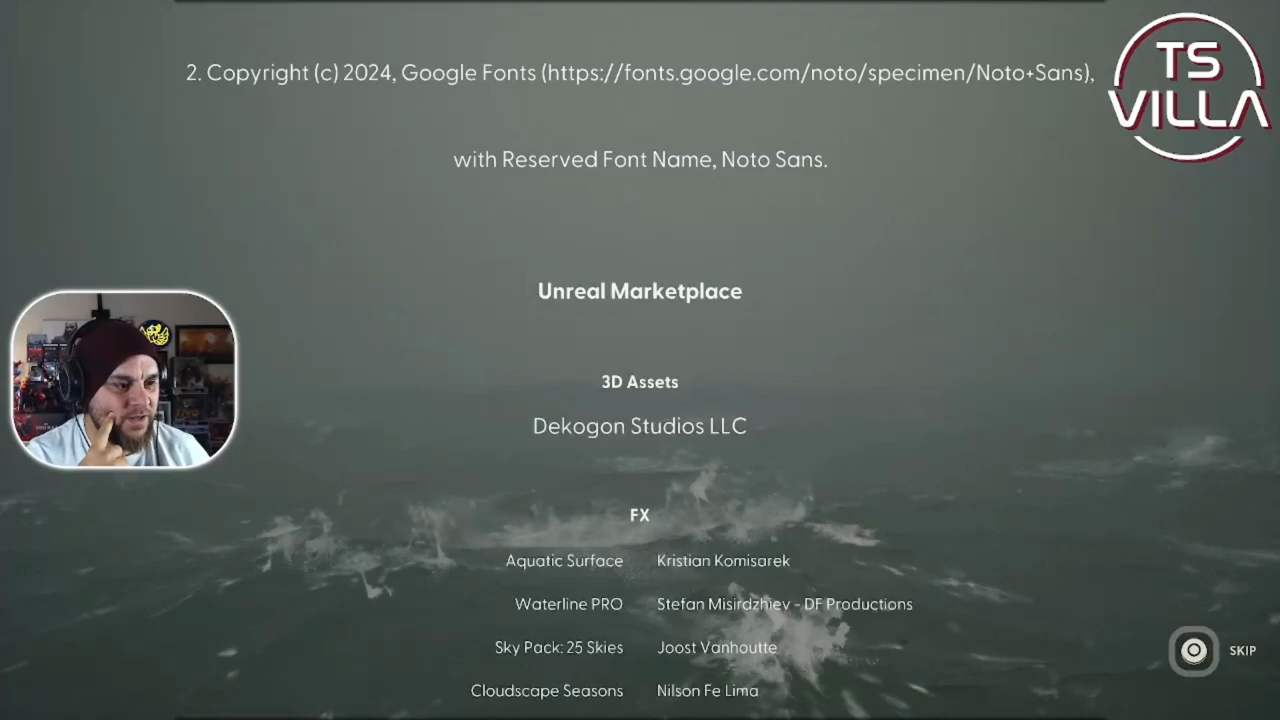 TS
VILLA
2. Copyright (c) 2024, Google Fonts (https://fonts.google.com/noto/specimen/Noto+Sans),
with Reserved Font Name, Noto Sans.
Unreal Marketplace
3D Assets
Dekogon Studios LLC
FX
Aquatic Surface Kristian Komisarek
Waterline PRO Stefan Misirdzhiev - DF Productions
Sky Pack: 25 Skies Joost Vanhoutte
Cloudscape Seasons Nilson Fe Lima
SKIP